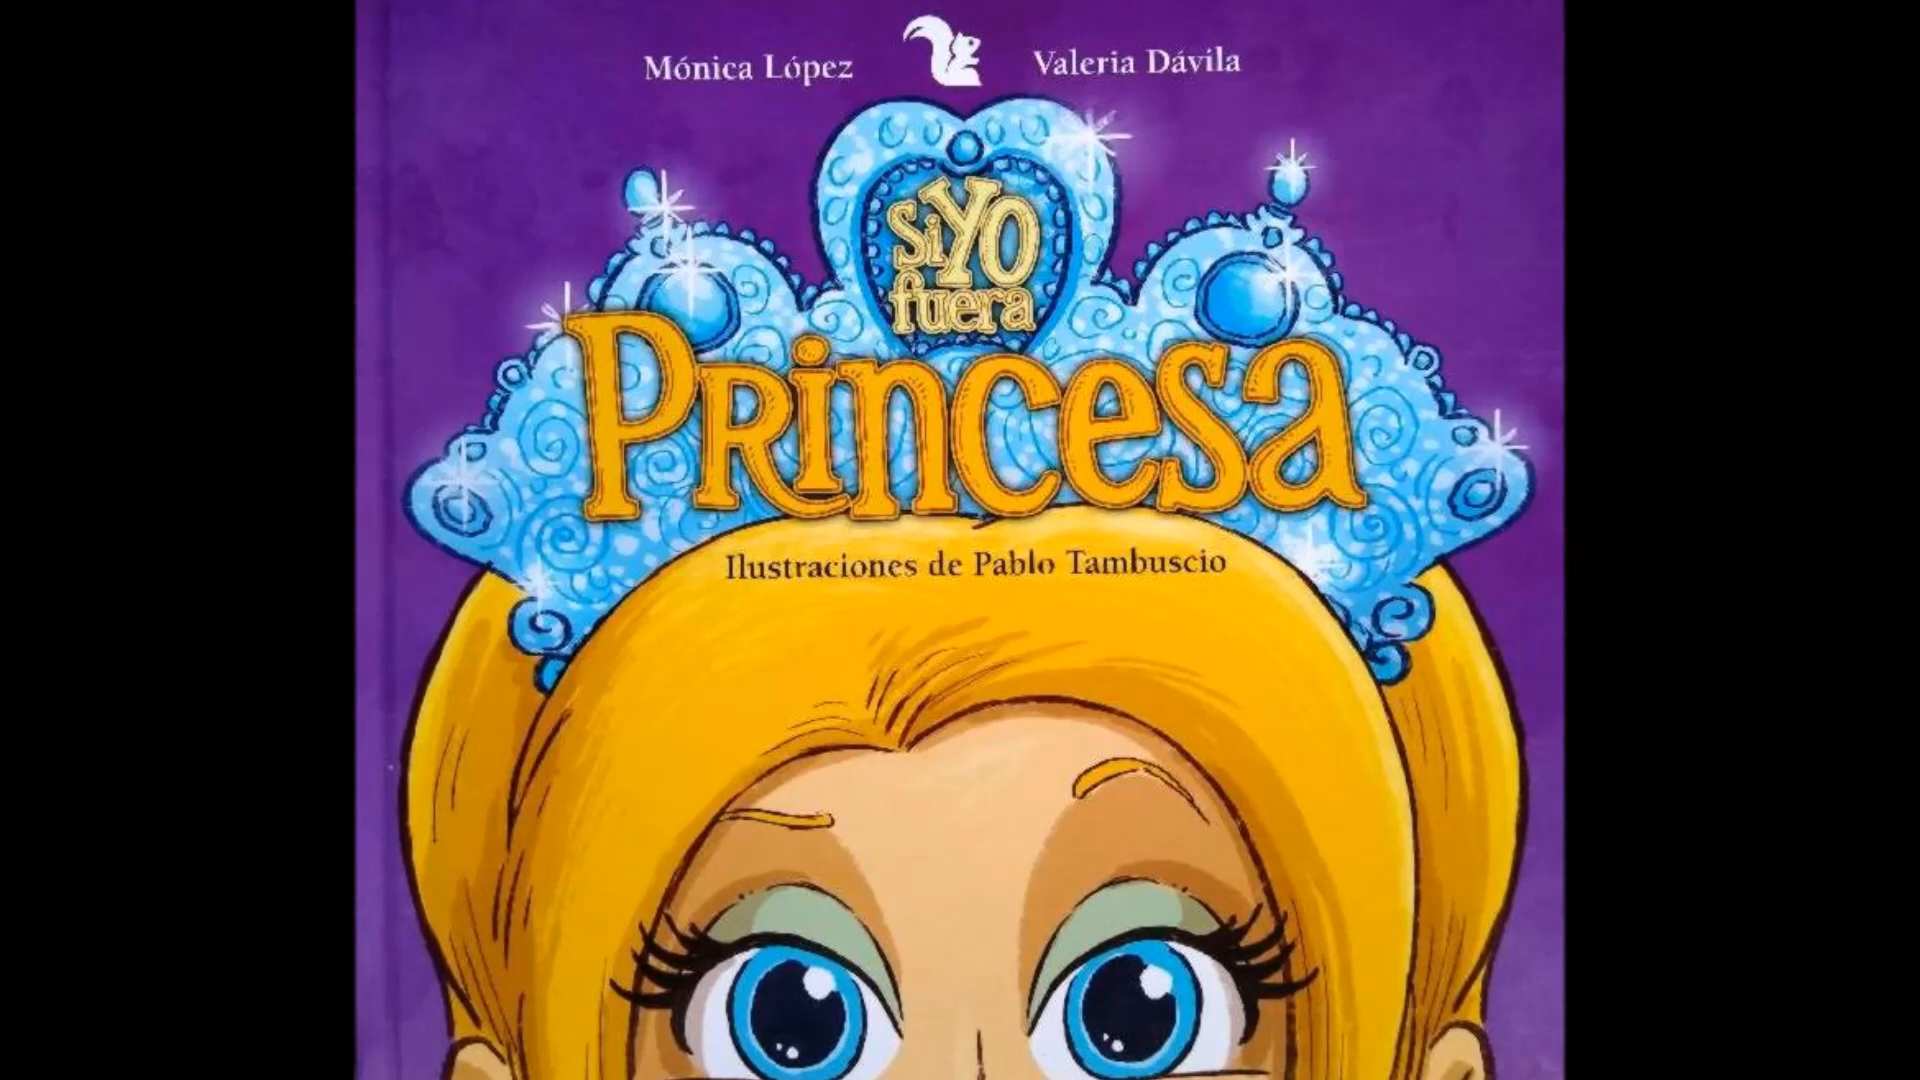 Mónica López
Valeria Dávila
Si YO
fuera
PRinCesa
Ilustraciones de Pablo Tambuscio